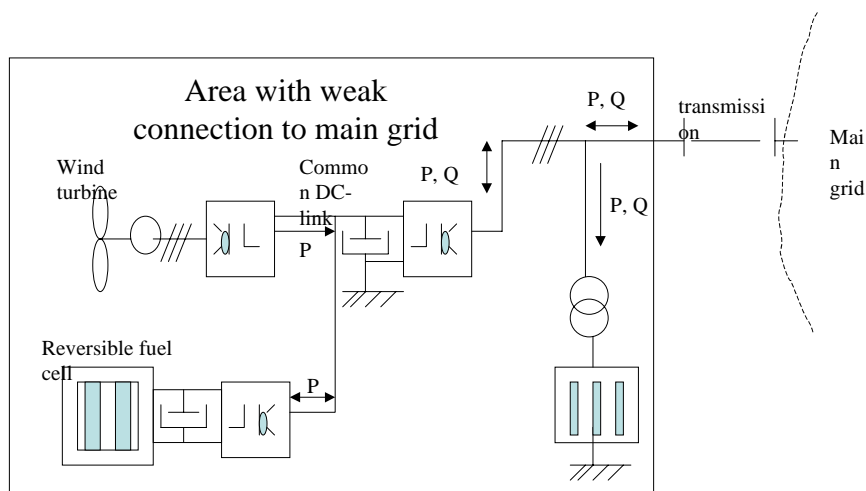 Area with weak
connection to main grid
P, Q
transmissi
on
Mai
n
grid
Wind
turbine
Commo
n DC-
link
P, Q
P
P, Q
Reversible fuel
cell
P